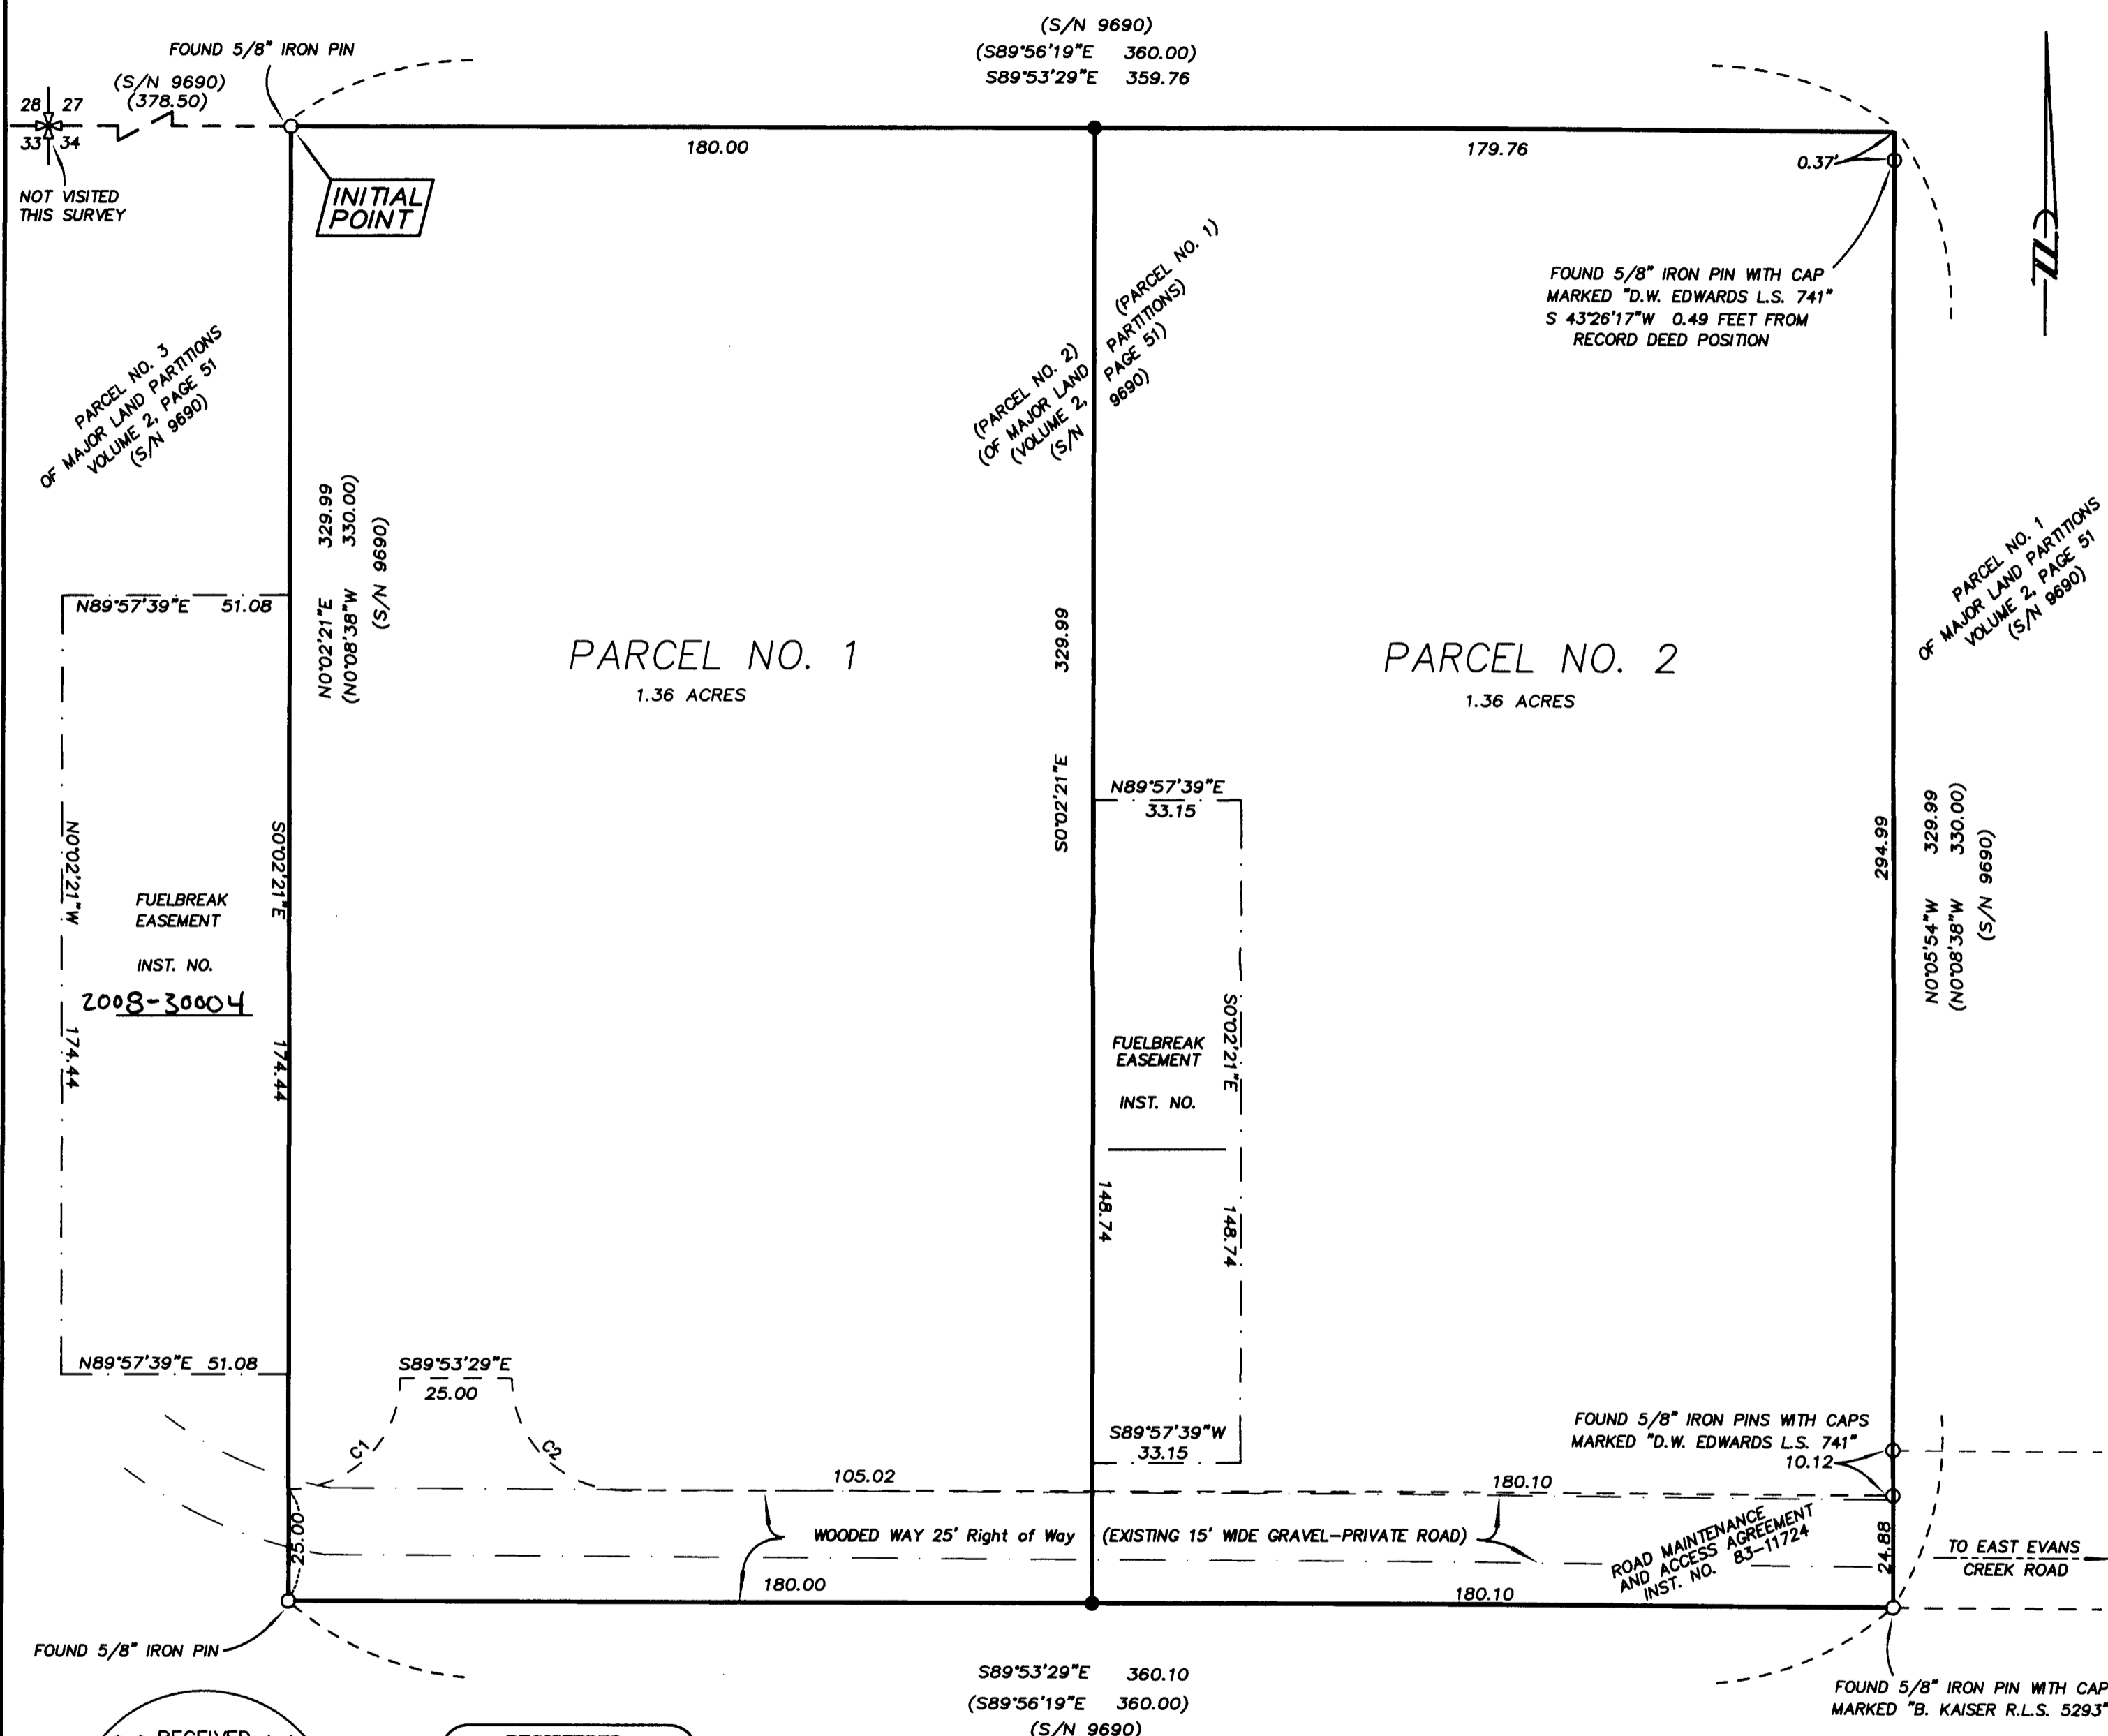 (S/N 9690)
(S89°56'19"E 360.00)
S89°53'29"E 359.76
FOUND 5/8" IRON PIN
(S/N 9690)
(378.50)
28 27
33 34
NOT VISITED
THIS SURVEY
INITIAL
POINT
180.00
179.76
0.37'
FOUND 5/8" IRON PIN WITH CAP
MARKED "D.W. EDWARDS L.S. 741"
S 43°26'17"W 0.49 FEET FROM
RECORD DEED POSITION
PARCEL NO. 3
OF MAJOR LAND PARTITIONS
VOLUME 2, PAGE 51
(S/N 9690)
(PARCEL NO. 2) (PARCEL NO. 1)
(OF MAJOR LAND PARTITIONS)
(VOLUME 2, PAGE 51)
(S/N 9690)
PARCEL NO. 1
OF MAJOR LAND PARTITIONS
VOLUME 2, PAGE 51
(S/N 9690)
N0°02'21"E 329.99
(N0°08'38"W 330.00)
(S/N 9690)
N89°57'39"E 51.08
PARCEL NO. 1
1.36 ACRES
S0°02'21"E 329.99
PARCEL NO. 2
1.36 ACRES
N89°57'39"E
33.15
294.99
N0°05'54"W 329.99
(N0°08'38"W 330.00)
(S/N 9690)
N0°02'21"W 174.44
FUELBREAK
EASEMENT
INST. NO.
2008-30004
S0°02'21"E 174.44
FUELBREAK
EASEMENT
INST. NO.
S0°02'21"E 148.74
148.74
N89°57'39"E 51.08
S89°53'29"E
25.00
C1
C2
S89°57'39"W
33.15
FOUND 5/8" IRON PINS WITH CAPS
MARKED "D.W. EDWARDS L.S. 741"
10.12
105.02
180.10
25.00
WOODED WAY 25' Right of Way (EXISTING 15' WIDE GRAVEL-PRIVATE ROAD)
ROAD MAINTENANCE
AND ACCESS AGREEMENT
INST. NO. 83-11724
24.88
TO EAST EVANS
CREEK ROAD
180.00
180.10
FOUND 5/8" IRON PIN
S89°53'29"E 360.10
(S89°56'19"E 360.00)
(S/N 9690)
FOUND 5/8" IRON PIN WITH CAP
MARKED "B. KAISER R.L.S. 5293"
RECEIVED